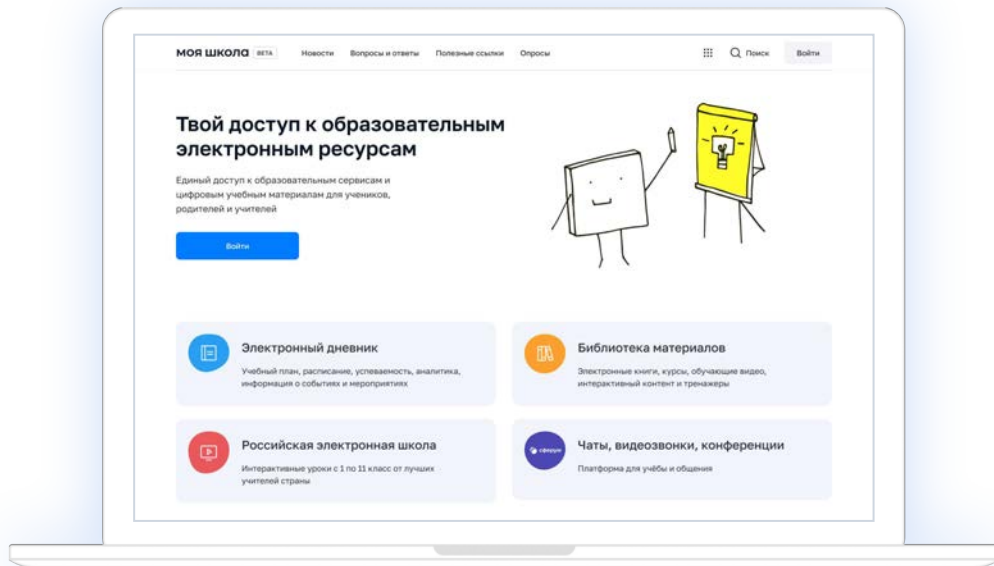 МОЯ ШКОЛА BETA Новости Вопросы и ответы Полезные ссылки Опросы Поиск Войти
Твой доступ к образовательным
электронным ресурсам
Единый доступ к образовательным сервисам и
цифровым учебным материалам для учеников,
родителей и учителей
Войти
Электронный дневник
Учебный план, расписание, успеваемость, аналитика,
информация о событиях и мероприятиях
Библиотека материалов
Электронные книги, курсы, обучающие видео,
интерактивный контент и тренажеры
Российская электронная школа
Интерактивные уроки с 1 по 11 класс от лучших
учителей страны
сферум
Чаты, видеозвонки, конференции
Платформа для учёбы и общения